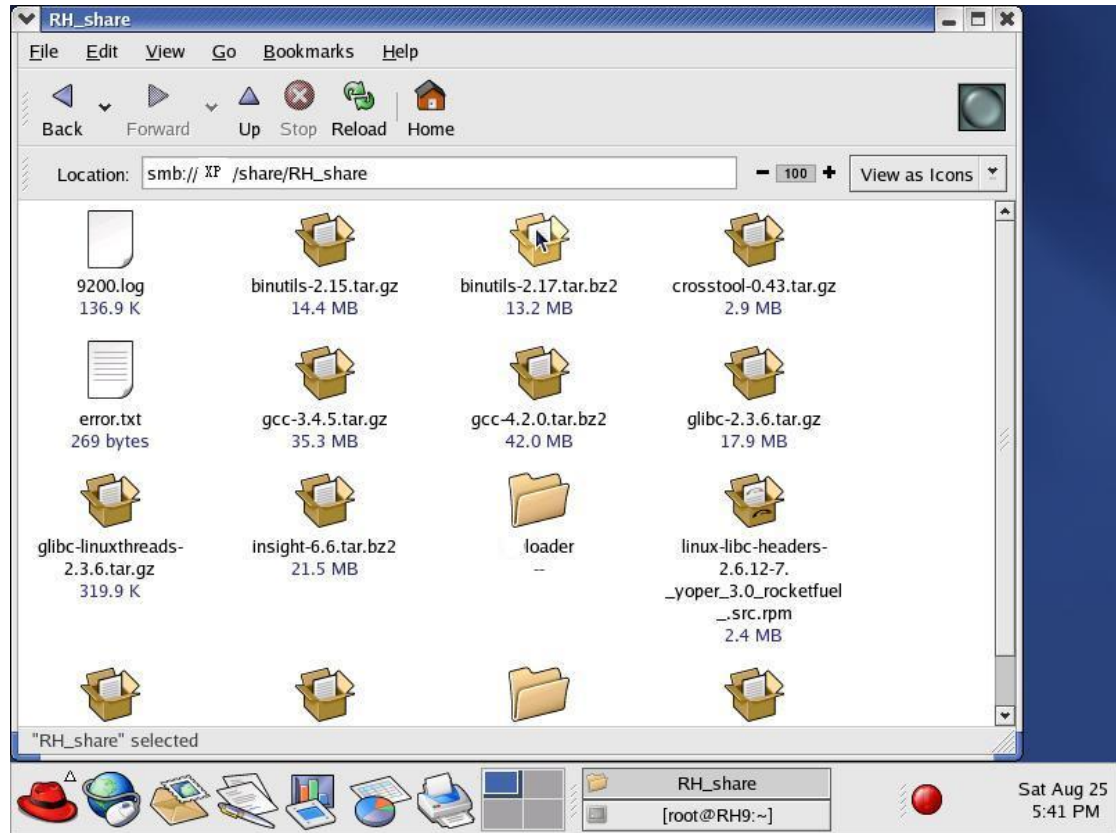 RH_share
File Edit View Go Bookmarks Help
Back Forward Up Stop Reload Home
Location: smb:// XP /share/RH_share 100 View as Icons
9200.log binutils-2.15.tar.gz binutils-2.17.tar.bz2 crosstool-0.43.tar.gz
136.9 K 14.4 MB 13.2 MB 2.9 MB
error.txt gcc-3.4.5.tar.gz gcc-4.2.0.tar.bz2 glibc-2.3.6.tar.gz
269 bytes 35.3 MB 42.0 MB 17.9 MB
glibc-linuxthreads- insight-6.6.tar.bz2 loader linux-libc-headers-
2.3.6.tar.gz 21.5 MB -- 2.6.12-7.
319.9 K _yoper_3.0_rocketfuel
_.src.rpm
2.4 MB
"RH_share" selected
RH_share
[root@RH9:~]
Sat Aug 25
5:41 PM